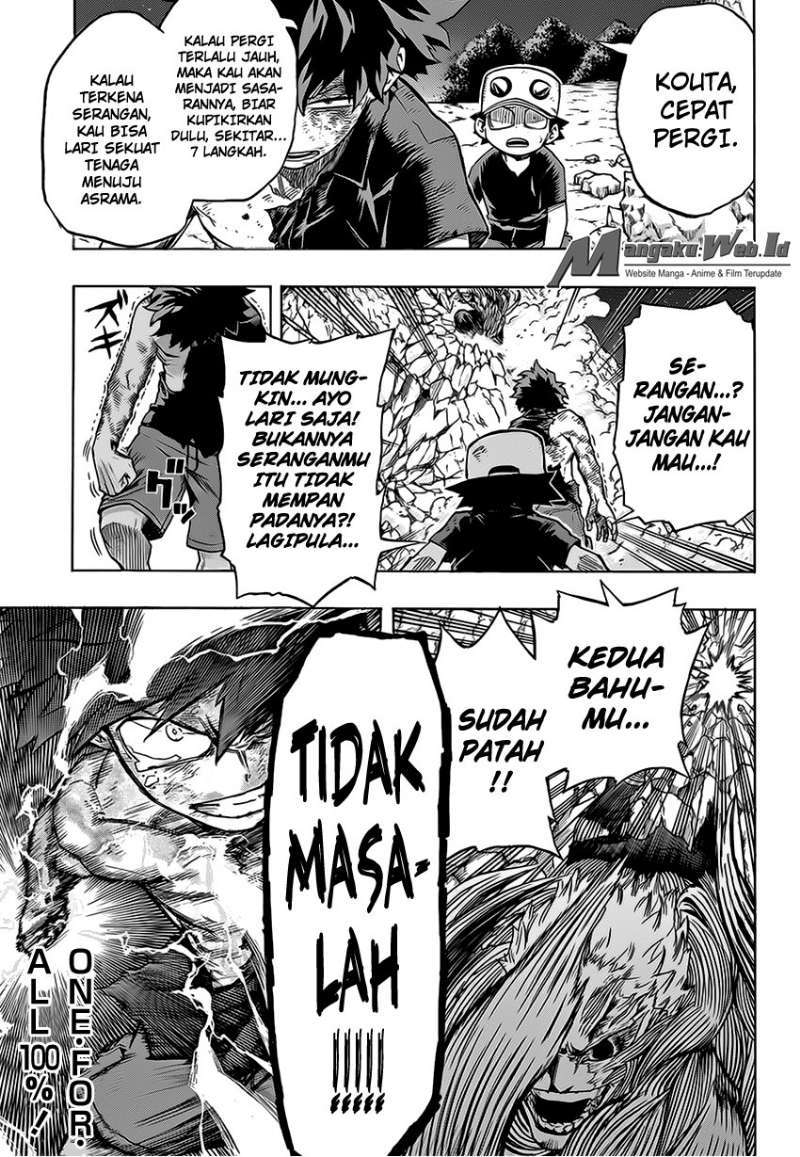 KOUTA,
CEPAT
PERGI.
KALAU PERGI
TERLALU JAUH,
MAKA KAU AKAN
MENJADI SASA-
RANNYA, BIAR
KUPIKIRKAN
DULU, SEKITAR...
7 LANGKAH.
KALAU
TERKENA
SERANGAN,
KAU BISA
LARI SEKUAT
TENAGA
MENUJU
ASRAMA.
Mangaku.Web.Id
Website Manga - Anime & Film Terupdate
SE-
RANGAN...?
JANGAN-
JANGAN KAU
MAU...!
TIDAK MUNG-
KIN... AYO
LARI SAJA!
BUKANNYA
SERANGANMU
ITU TIDAK
MEMPAN
PADANYA?!
LAGIPULA...
ズキ
ズキ
KEDUA
BAHU-
MU...
SUDAH
PATAH
!!
TIDAK
MASA-
LAH
!!!!!
ONE•FOR•
ALL 100%!